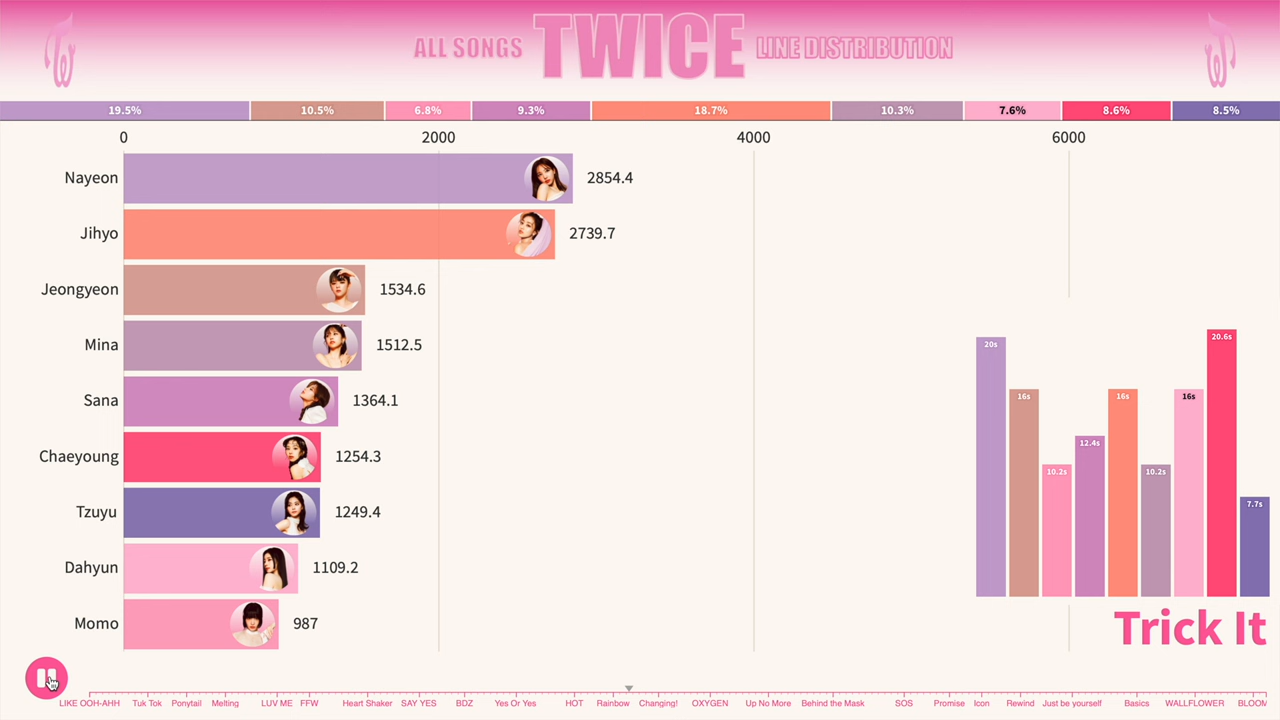 ALL SONGS TWICE LINE DISTRIBUTION
19.5% 10.5% 6.8% 9.3% 18.7% 10.3% 7.6% 8.6% 8.5%
0 2000 4000 6000
Nayeon 2854.4
Jihyo 2739.7
Jeongyeon 1534.6
Mina 1512.5
Sana 1364.1
Chaeyoung 1254.3
Tzuyu 1249.4
Dahyun 1109.2
Momo 987
20s 16s 10.2s 12.4s 16s 10.2s 16s 20.6s 7.7s
Trick It
LIKE OOH-AHH Tuk Tok Ponytail Melting LUV ME FFW Heart Shaker SAY YES BDZ Yes Or Yes HOT Rainbow Changing! OXYGEN Up No More Behind the Mask SOS Promise Icon Rewind Just be yourself Basics WALLFLOWER BLOOM